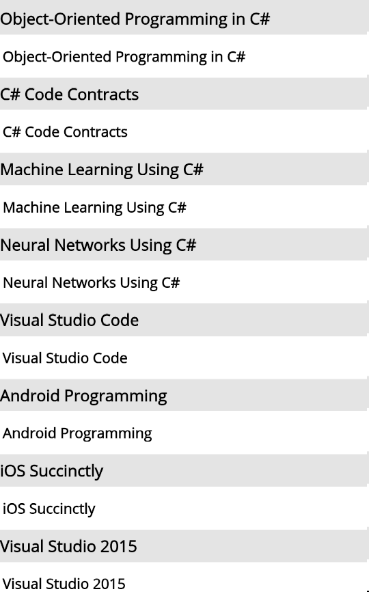 Object-Oriented Programming in C#
Object-Oriented Programming in C#
C# Code Contracts
C# Code Contracts
Machine Learning Using C#
Machine Learning Using C#
Neural Networks Using C#
Neural Networks Using C#
Visual Studio Code
Visual Studio Code
Android Programming
Android Programming
iOS Succinctly
iOS Succinctly
Visual Studio 2015
Visual Studio 2015